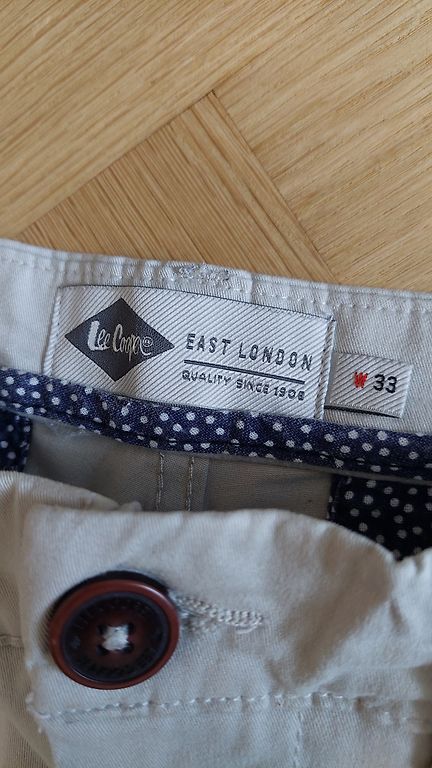 Lee Cooper
EAST LONDON
QUALITY SINCE 1908
W 33